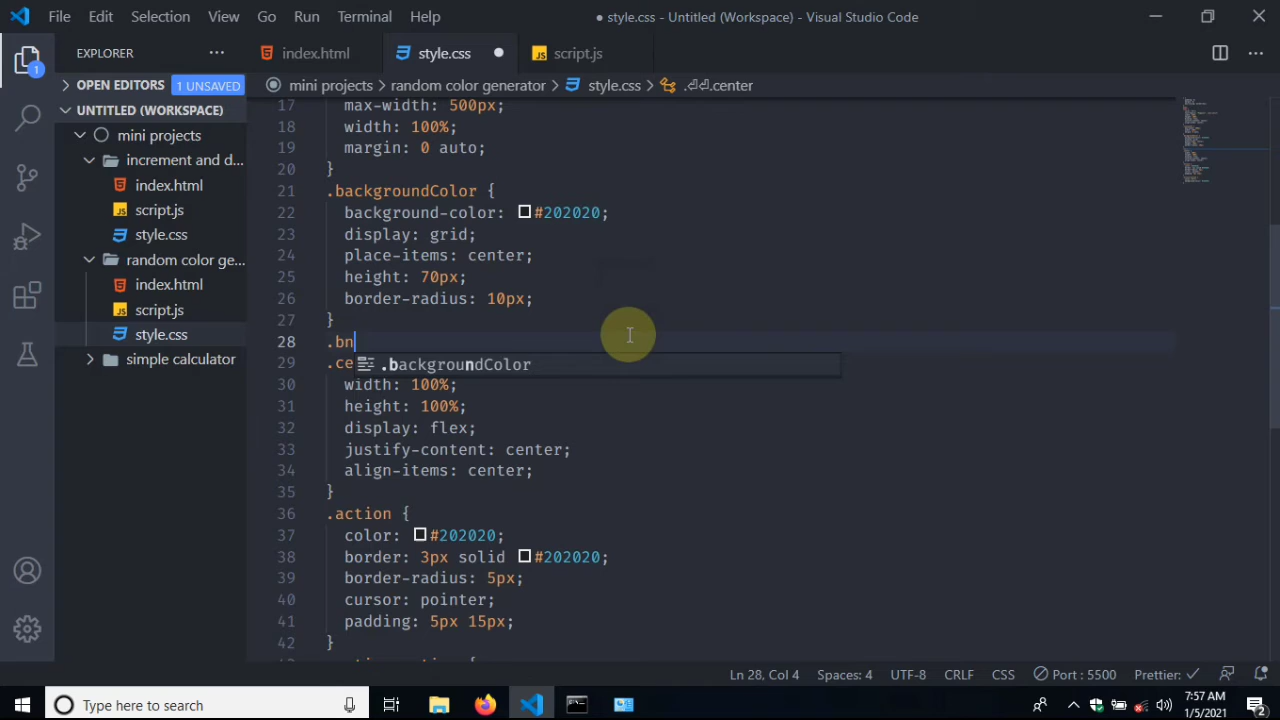 File Edit Selection View Go Run Terminal Help
● style.css - Untitled (Workspace) - Visual Studio Code
EXPLORER
index.html
style.css
script.js
OPEN EDITORS 1 UNSAVED
mini projects > random color generator > style.css > .⏎⏎.center
UNTITLED (WORKSPACE)
mini projects
increment and d...
index.html
script.js
style.css
random color ge...
index.html
script.js
style.css
simple calculator
1
17 max-width: 500px;
18 width: 100%;
19 margin: 0 auto;
20 }
21 .backgroundColor {
22 background-color: #202020;
23 display: grid;
24 place-items: center;
25 height: 70px;
26 border-radius: 10px;
27 }
28 .bn
.backgroundColor
29 .ce
30 width: 100%;
31 height: 100%;
32 display: flex;
33 justify-content: center;
34 align-items: center;
35 }
36 .action {
37 color: #202020;
38 border: 3px solid #202020;
39 border-radius: 5px;
40 cursor: pointer;
41 padding: 5px 15px;
42 }
Ln 28, Col 4 Spaces: 4 UTF-8 CRLF CSS Port : 5500 Prettier: ✓
Type here to search
7:57 AM
1/5/2021
2